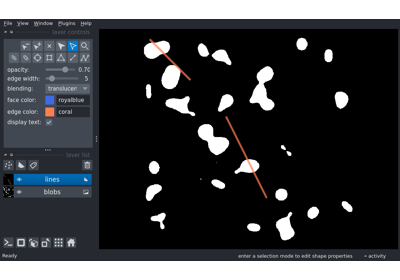 File View Window Plugins Help
layer controls
opacity: 0.70
edge width: 5
blending: translucen
face color: royalblue
edge color: coral
display text:
layer list
lines
blobs
Ready enter a selection mode to edit shape properties activity